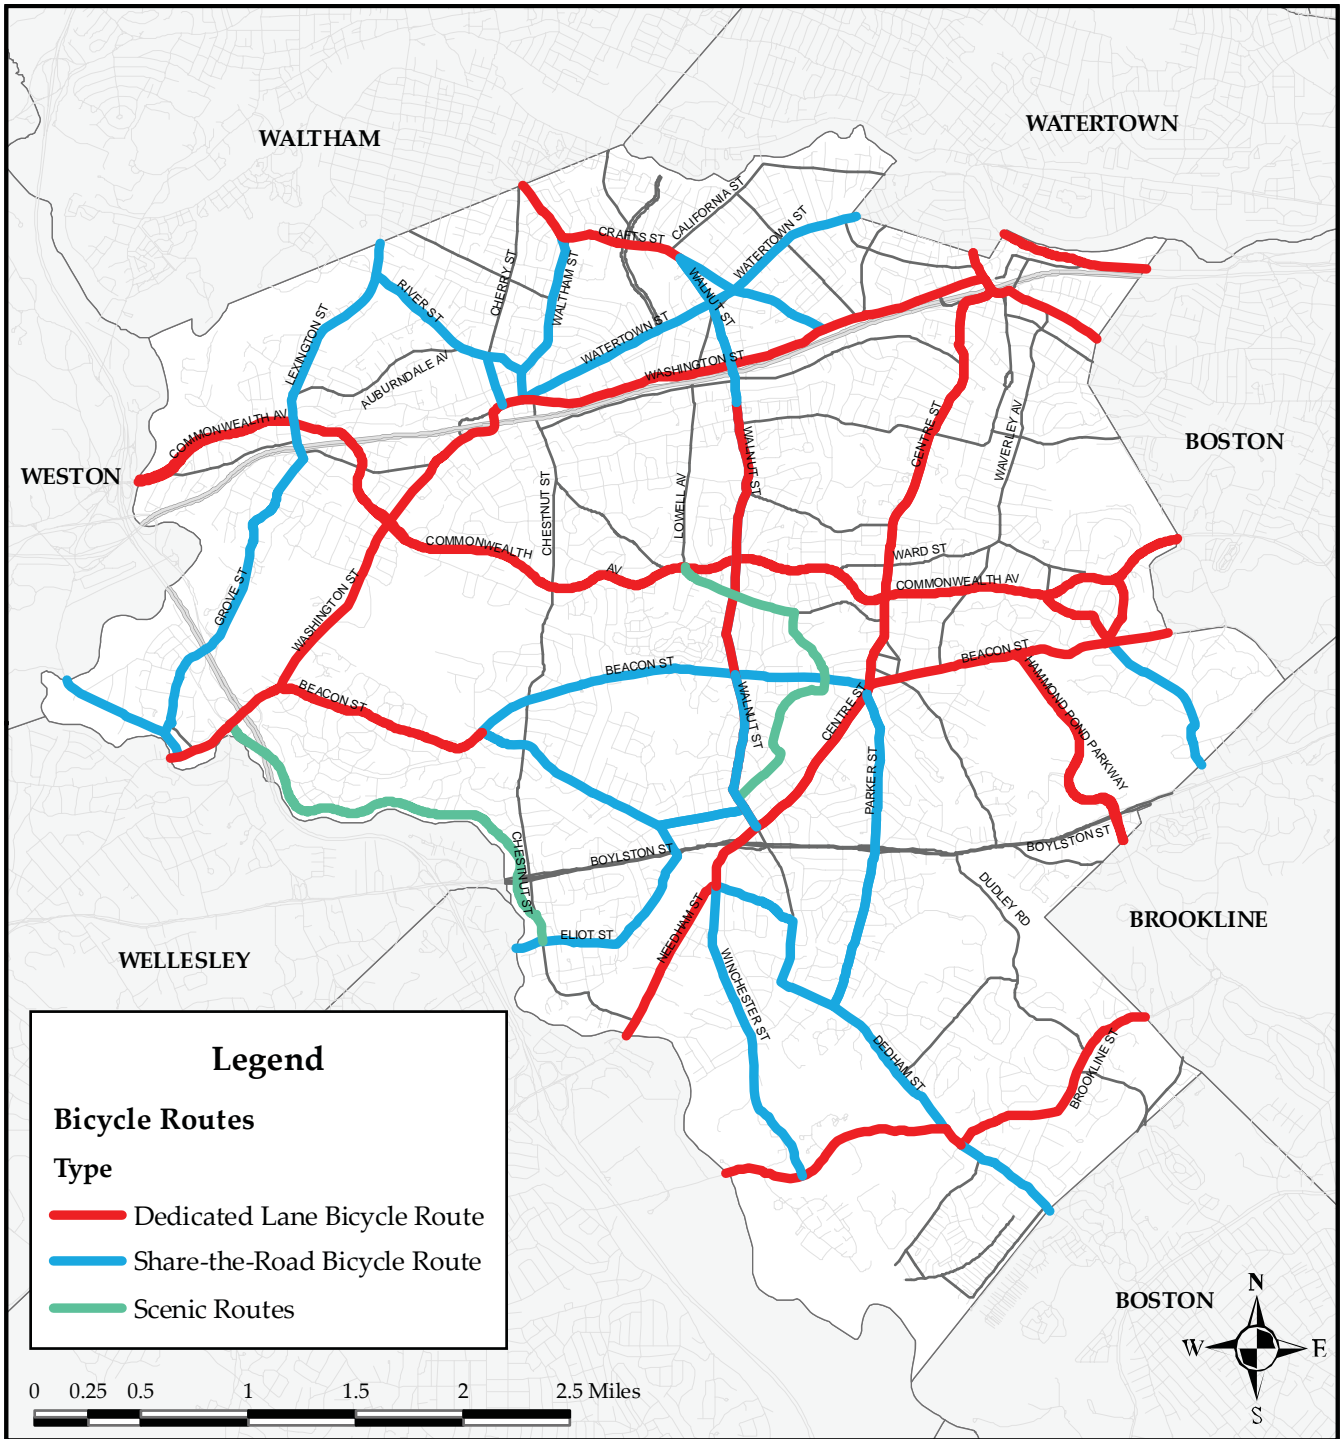 WATERTOWN
WALTHAM
CALIFORNIA ST
WATERTOWN ST
CRAFTS ST
CHERRY ST
WALTHAM ST
RIVER ST
WALNUT ST
LEXINGTON ST
WATERTOWN ST
AUBURNDALE AV
WASHINGTON ST
COMMONWEALTH AV
CENTRE ST
WAVERLEY AV
BOSTON
WESTON
WALNUT ST
LOWELL AV
CHESTNUT ST
COMMONWEALTH
AV
WARD ST
COMMONWEALTH AV
GROVE ST
WASHINGTON ST
BEACON ST
BEACON ST
BEACON ST
HAMMOND POND PARKWAY
WALNUT ST
CENTRE ST
PARKER ST
CHESTNUT ST
BOYLSTON ST
BOYLSTON ST
DUDLEY RD
BROOKLINE
ELIOT ST
NEEDHAM ST
WELLESLEY
WINCHESTER ST
DEDHAM ST
BROOKLINE ST
Legend
Bicycle Routes
Type
Dedicated Lane Bicycle Route
Share-the-Road Bicycle Route
Scenic Routes
BOSTON
N
W
E
S
0 0.25 0.5 1 1.5 2 2.5 Miles